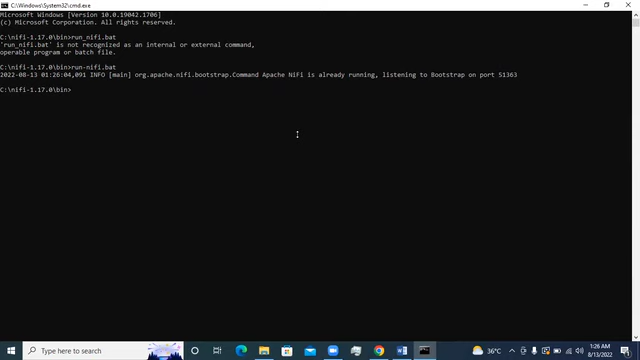 C:\Windows\System32\cmd.exe
Microsoft Windows [Version 10.0.19042.1706]
(c) Microsoft Corporation. All rights reserved.
C:\nifi-1.17.0\bin>run_nifi.bat
'run_nifi.bat' is not recognized as an internal or external command,
operable program or batch file.
C:\nifi-1.17.0\bin>run-nifi.bat
2022-08-13 01:26:04,091 INFO [main] org.apache.nifi.bootstrap.Command Apache NiFi is already running, listening to Bootstrap on port 51363
C:\nifi-1.17.0\bin>
Type here to search
36°C
1:26 AM
8/13/2022